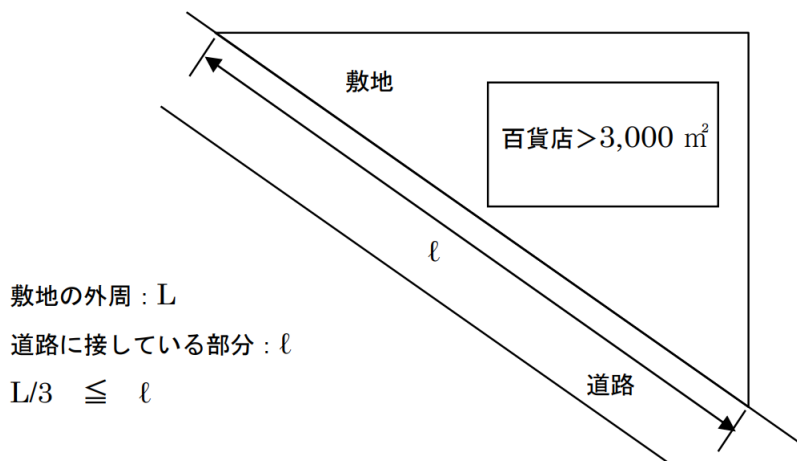 敷地
百貨店＞3,000 ㎡
ℓ
敷地の外周：L
道路に接している部分：ℓ
L/3 ≦ ℓ
道路